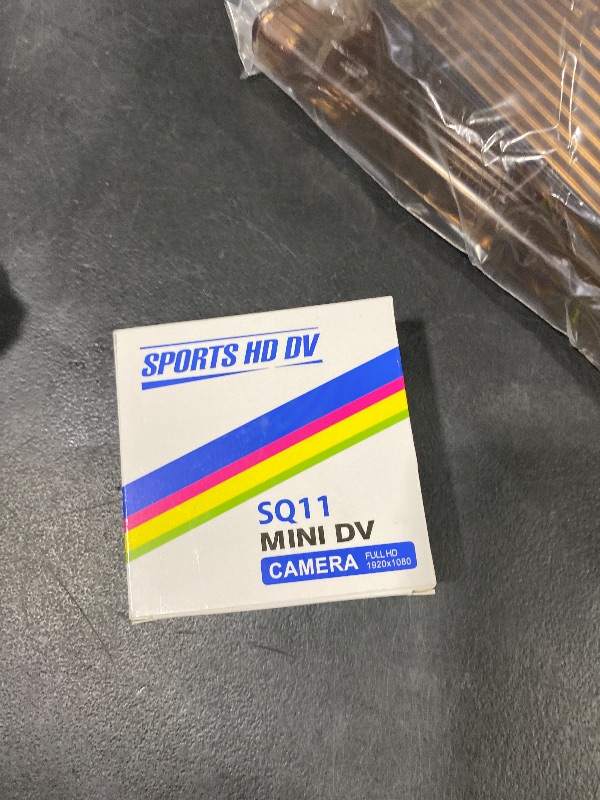 SPORTS HD DV
SQ11
MINI DV
CAMERA FULL HD
1920x1080